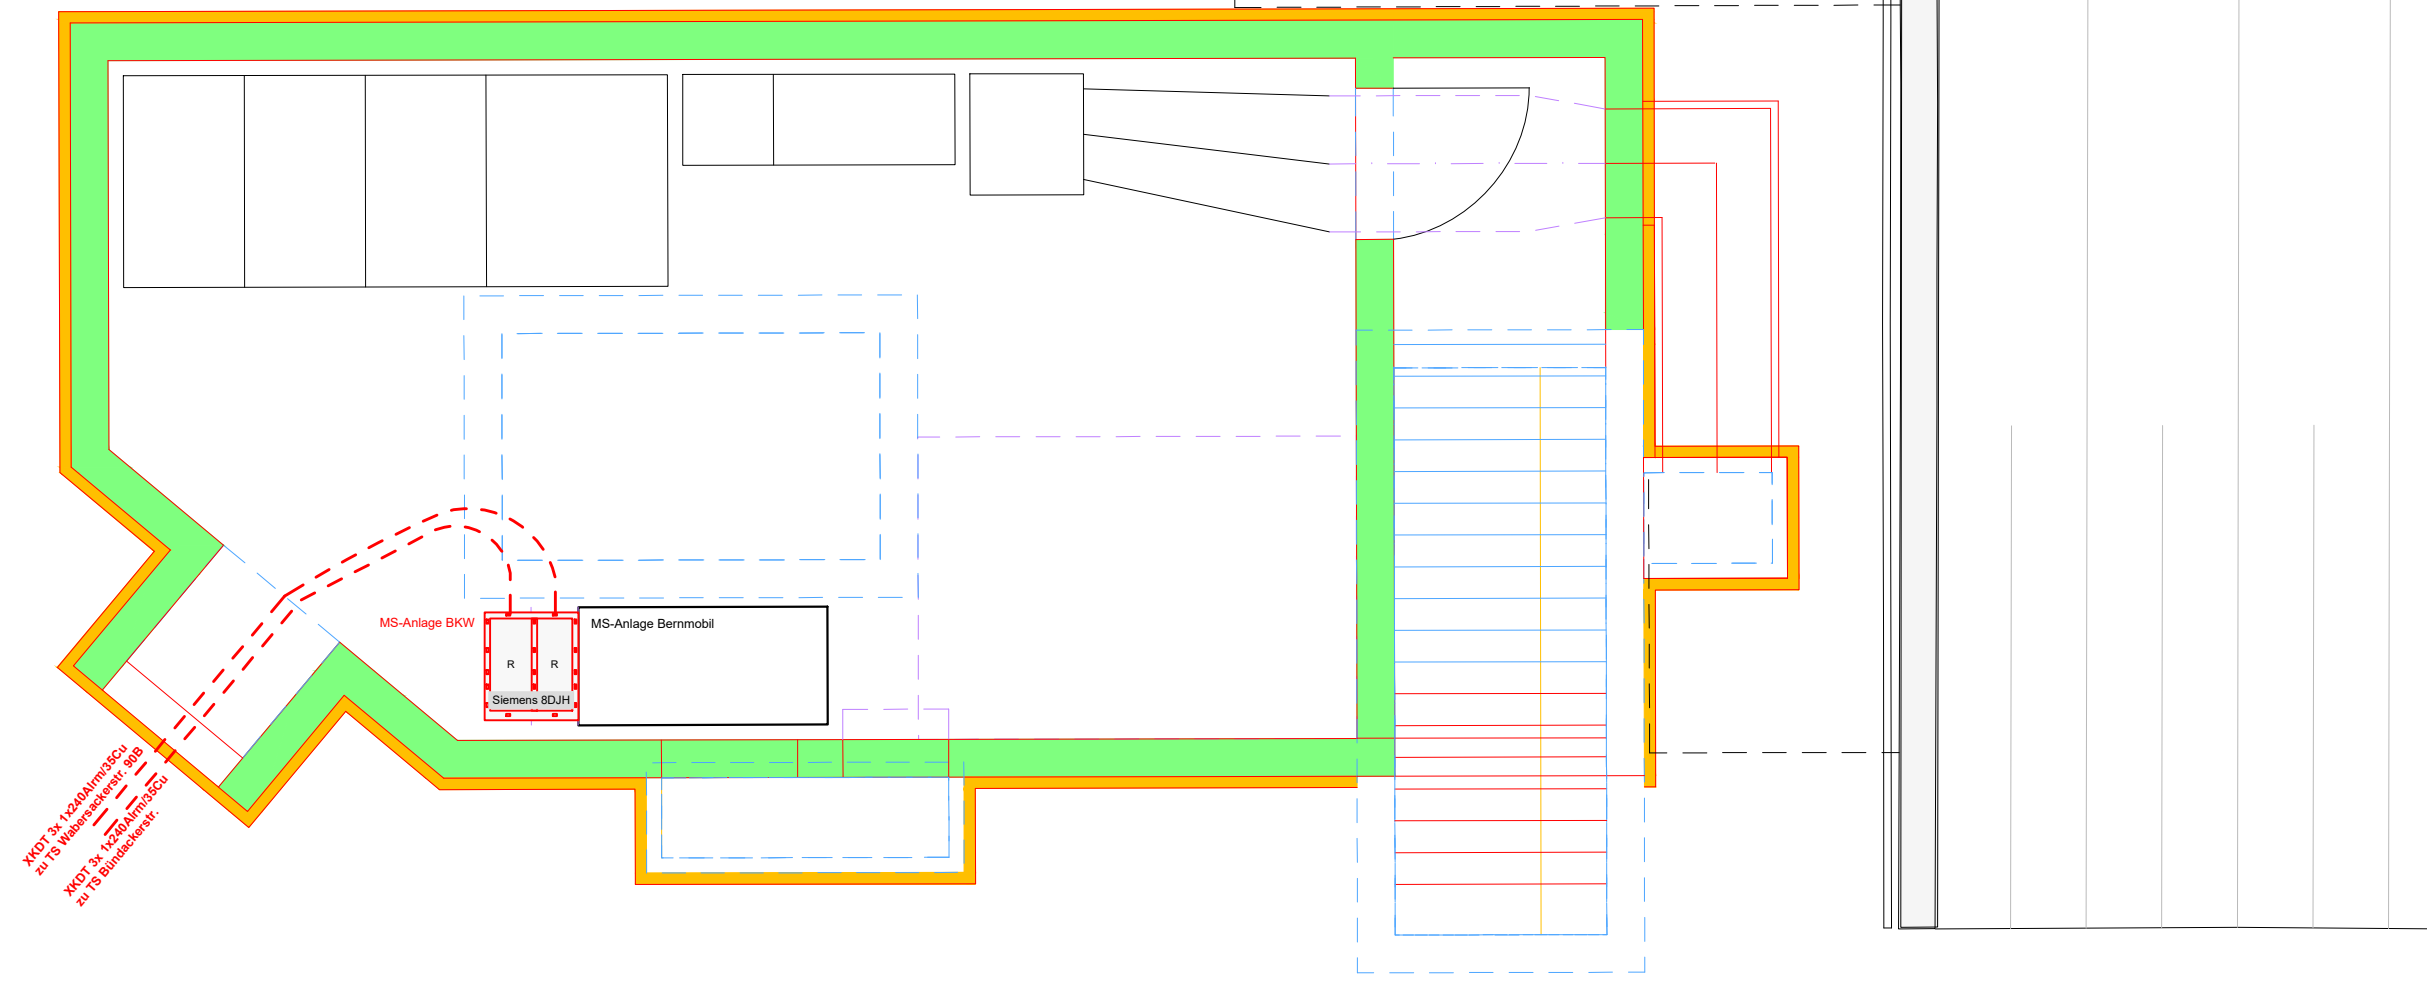 MS-Anlage BKW
MS-Anlage Bernmobil
R
R
Siemens 8DJH
XKDT 3x 1x240Alrm/35Cu
zu TS Wabersackerstr. 90B
XKDT 3x 1x240Alrm/35Cu
zu TS Bündackerstr.